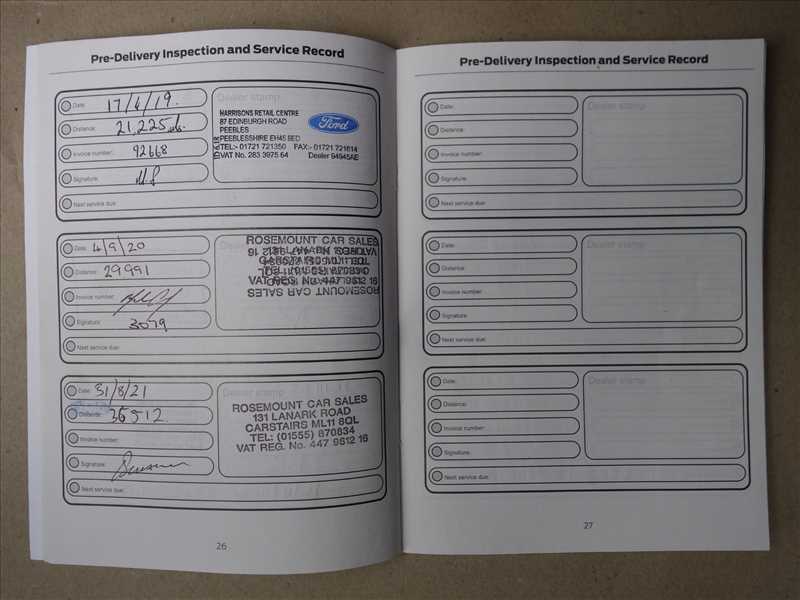 Pre-Delivery Inspection and Service Record
Date: 17/4/19.
Distance: 21,225
Invoice number: 92668
Signature:
Next service due:
Dealer stamp
HARRISONS RETAIL CENTRE
87 EDINBURGH ROAD
PEEBLES
PEEBLESSHIRE EH45 8ED
TEL:- 01721 721350 FAX:- 01721 721614
VAT No. 283 3975 64 Dealer 94945AE
Ford
Date: 4/9/20
Distance: 29991
Invoice number:
Signature: 3079
Next service due:
ROSEMOUNT CAR SALES
131 LANARK ROAD
VAT REG. No. 447 9612 16
ROSEMOUNT CAR SALES
Date: 31/8/21
Distance: 36512
Invoice number:
Signature:
Next service due:
Dealer stamp
ROSEMOUNT CAR SALES
131 LANARK ROAD
CARSTAIRS ML11 8QL
TEL: (01555) 870834
VAT REG. No. 447 9612 16
26
Pre-Delivery Inspection and Service Record
Date:
Distance:
Invoice number:
Signature:
Next service due:
Dealer stamp
Date:
Distance:
Invoice number:
Signature:
Next service due:
Dealer stamp
Date:
Distance:
Invoice number:
Signature:
Next service due:
Dealer stamp
27